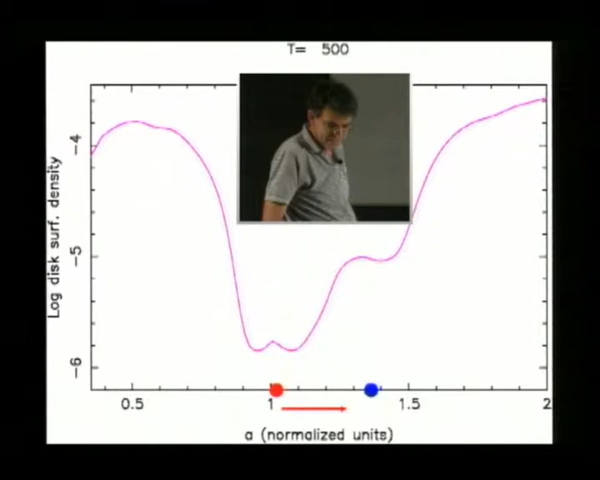 T= 500
Log disk surf. density
-4
-5
-6
0.5
1
1.5
2
a (normalized units)